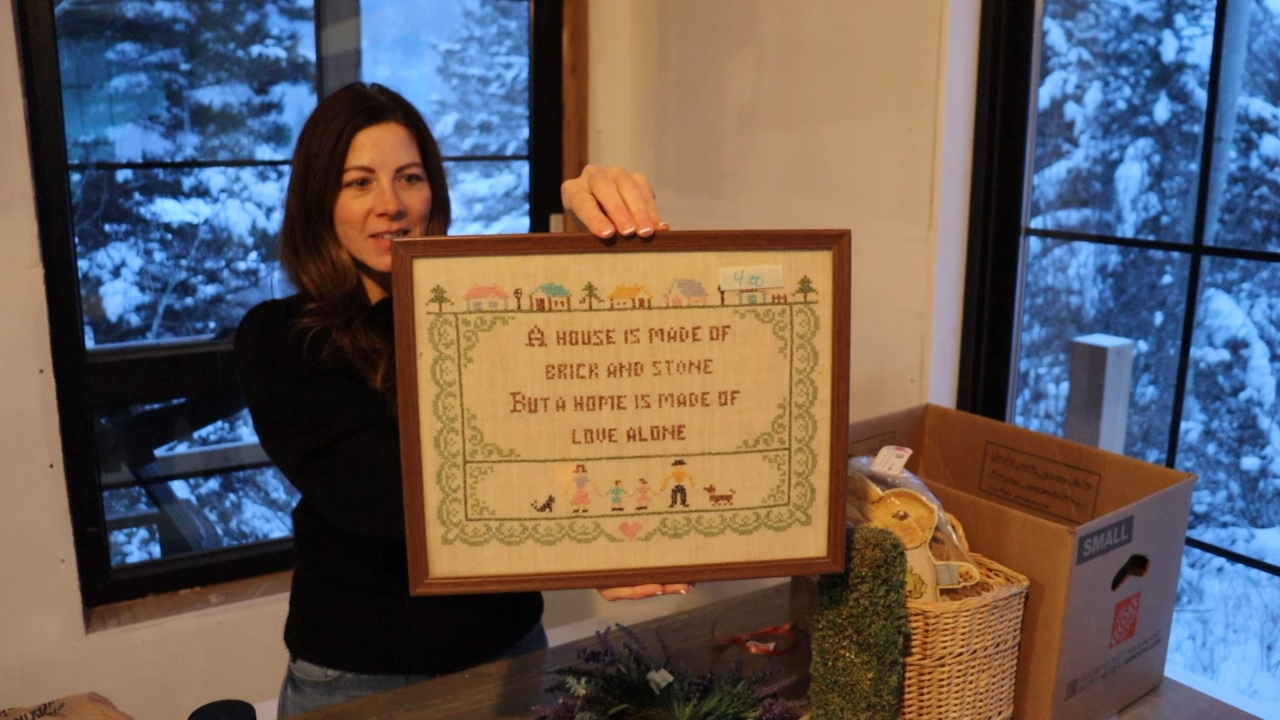 4.00
A HOUSE IS MADE OF
BRICK AND STONE
BUT A HOME IS MADE OF
LOVE ALONE
SMALL